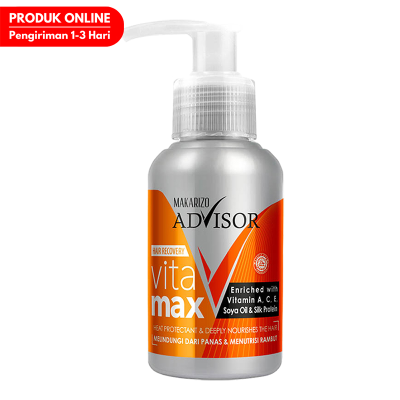 PRODUK ONLINE
Pengiriman 1-3 Hari
MAKARIZO
ADVISOR
HAIR RECOVERY
vita
max
Enriched with
Vitamin A, C, E,
Soya Oil & Silk Protein
HEAT PROTECTANT & DEEPLY NOURISHES THE HAIR
MELINDUNGI DARI PANAS & MENUTRISI RAMBUT